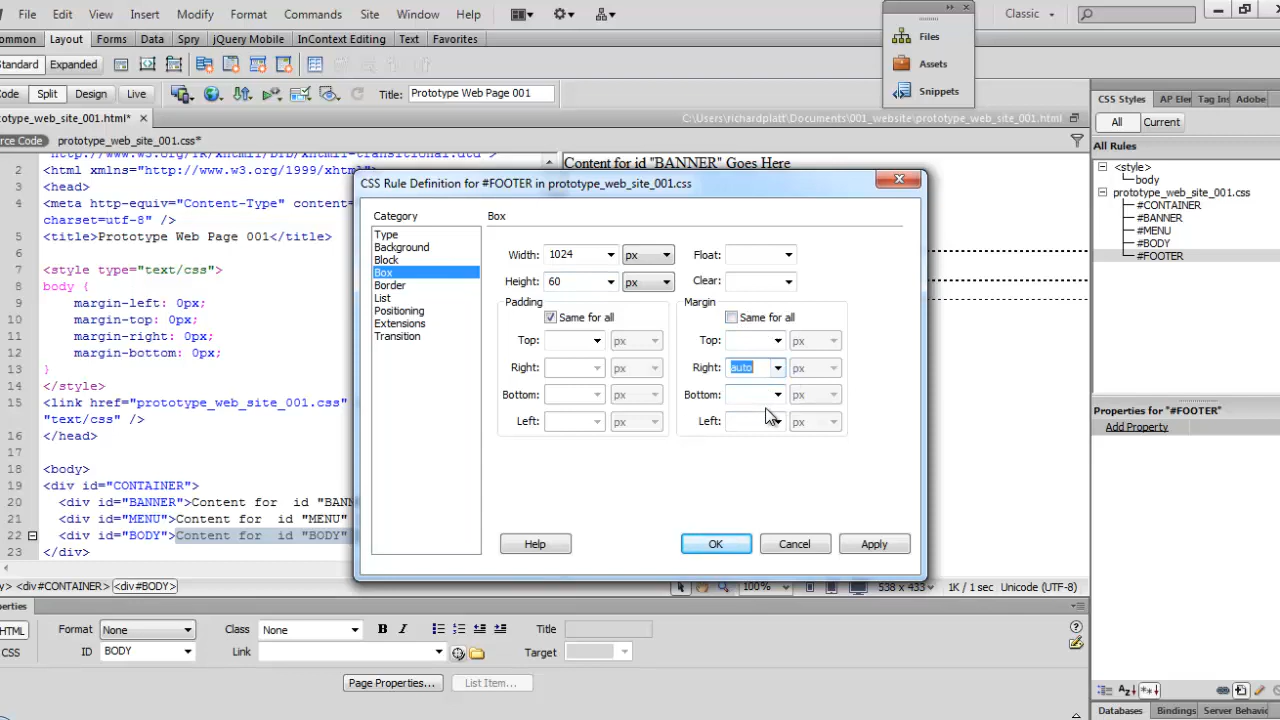 File Edit View Insert Modify Format Commands Site Window Help Classic
Layout Forms Data Spry jQuery Mobile InContext Editing Text Favorites
Expanded
Split Design Live Title: Prototype Web Page 001
prototype_web_site_001.css*
C:\Users\richardplatt\Documents\001_website\prototype_web_site_001.html
Files
Assets
Snippets
CSS Styles AP Elen Tag Ins Adobe
All Current
All Rules
<style>
body
prototype_web_site_001.css
#CONTAINER
#BANNER
#MENU
#BODY
#FOOTER
Properties for "#FOOTER"
Add Property
Databases Bindings Server Behavio
2 <html xmlns="http://www.w3.org/1999/xhtml
3 <head>
4 <meta http-equiv="Content-Type" content=
charset=utf-8" />
5 <title>Prototype Web Page 001</title>
6
7 <style type="text/css">
8 body {
9 margin-left: 0px;
10 margin-top: 0px;
11 margin-right: 0px;
12 margin-bottom: 0px;
13 }
14 </style>
15 <link href="prototype_web_site_001.css"
"text/css" />
16 </head>
17
18 <body>
19 <div id="CONTAINER">
20 <div id="BANNER">Content for id "BANN
21 <div id="MENU">Content for id "MENU"
22 <div id="BODY">Content for id "BODY"
23 </div>
Content for id "BANNER" Goes Here
CSS Rule Definition for #FOOTER in prototype_web_site_001.css
Category
Type
Background
Block
Box
Border
List
Positioning
Extensions
Transition
Box
Width: 1024 px Float:
Height: 60 px Clear:
Padding Margin
Same for all Same for all
Top: px Top: px
Right: px Right: auto px
Bottom: px Bottom: px
Left: px Left: px
Help OK Cancel Apply
<div#CONTAINER> <div#BODY> 100% 538 x 433 1K / 1 sec Unicode (UTF-8)
HTML Format None Class None Title
CSS ID BODY Link Target
Page Properties... List Item...